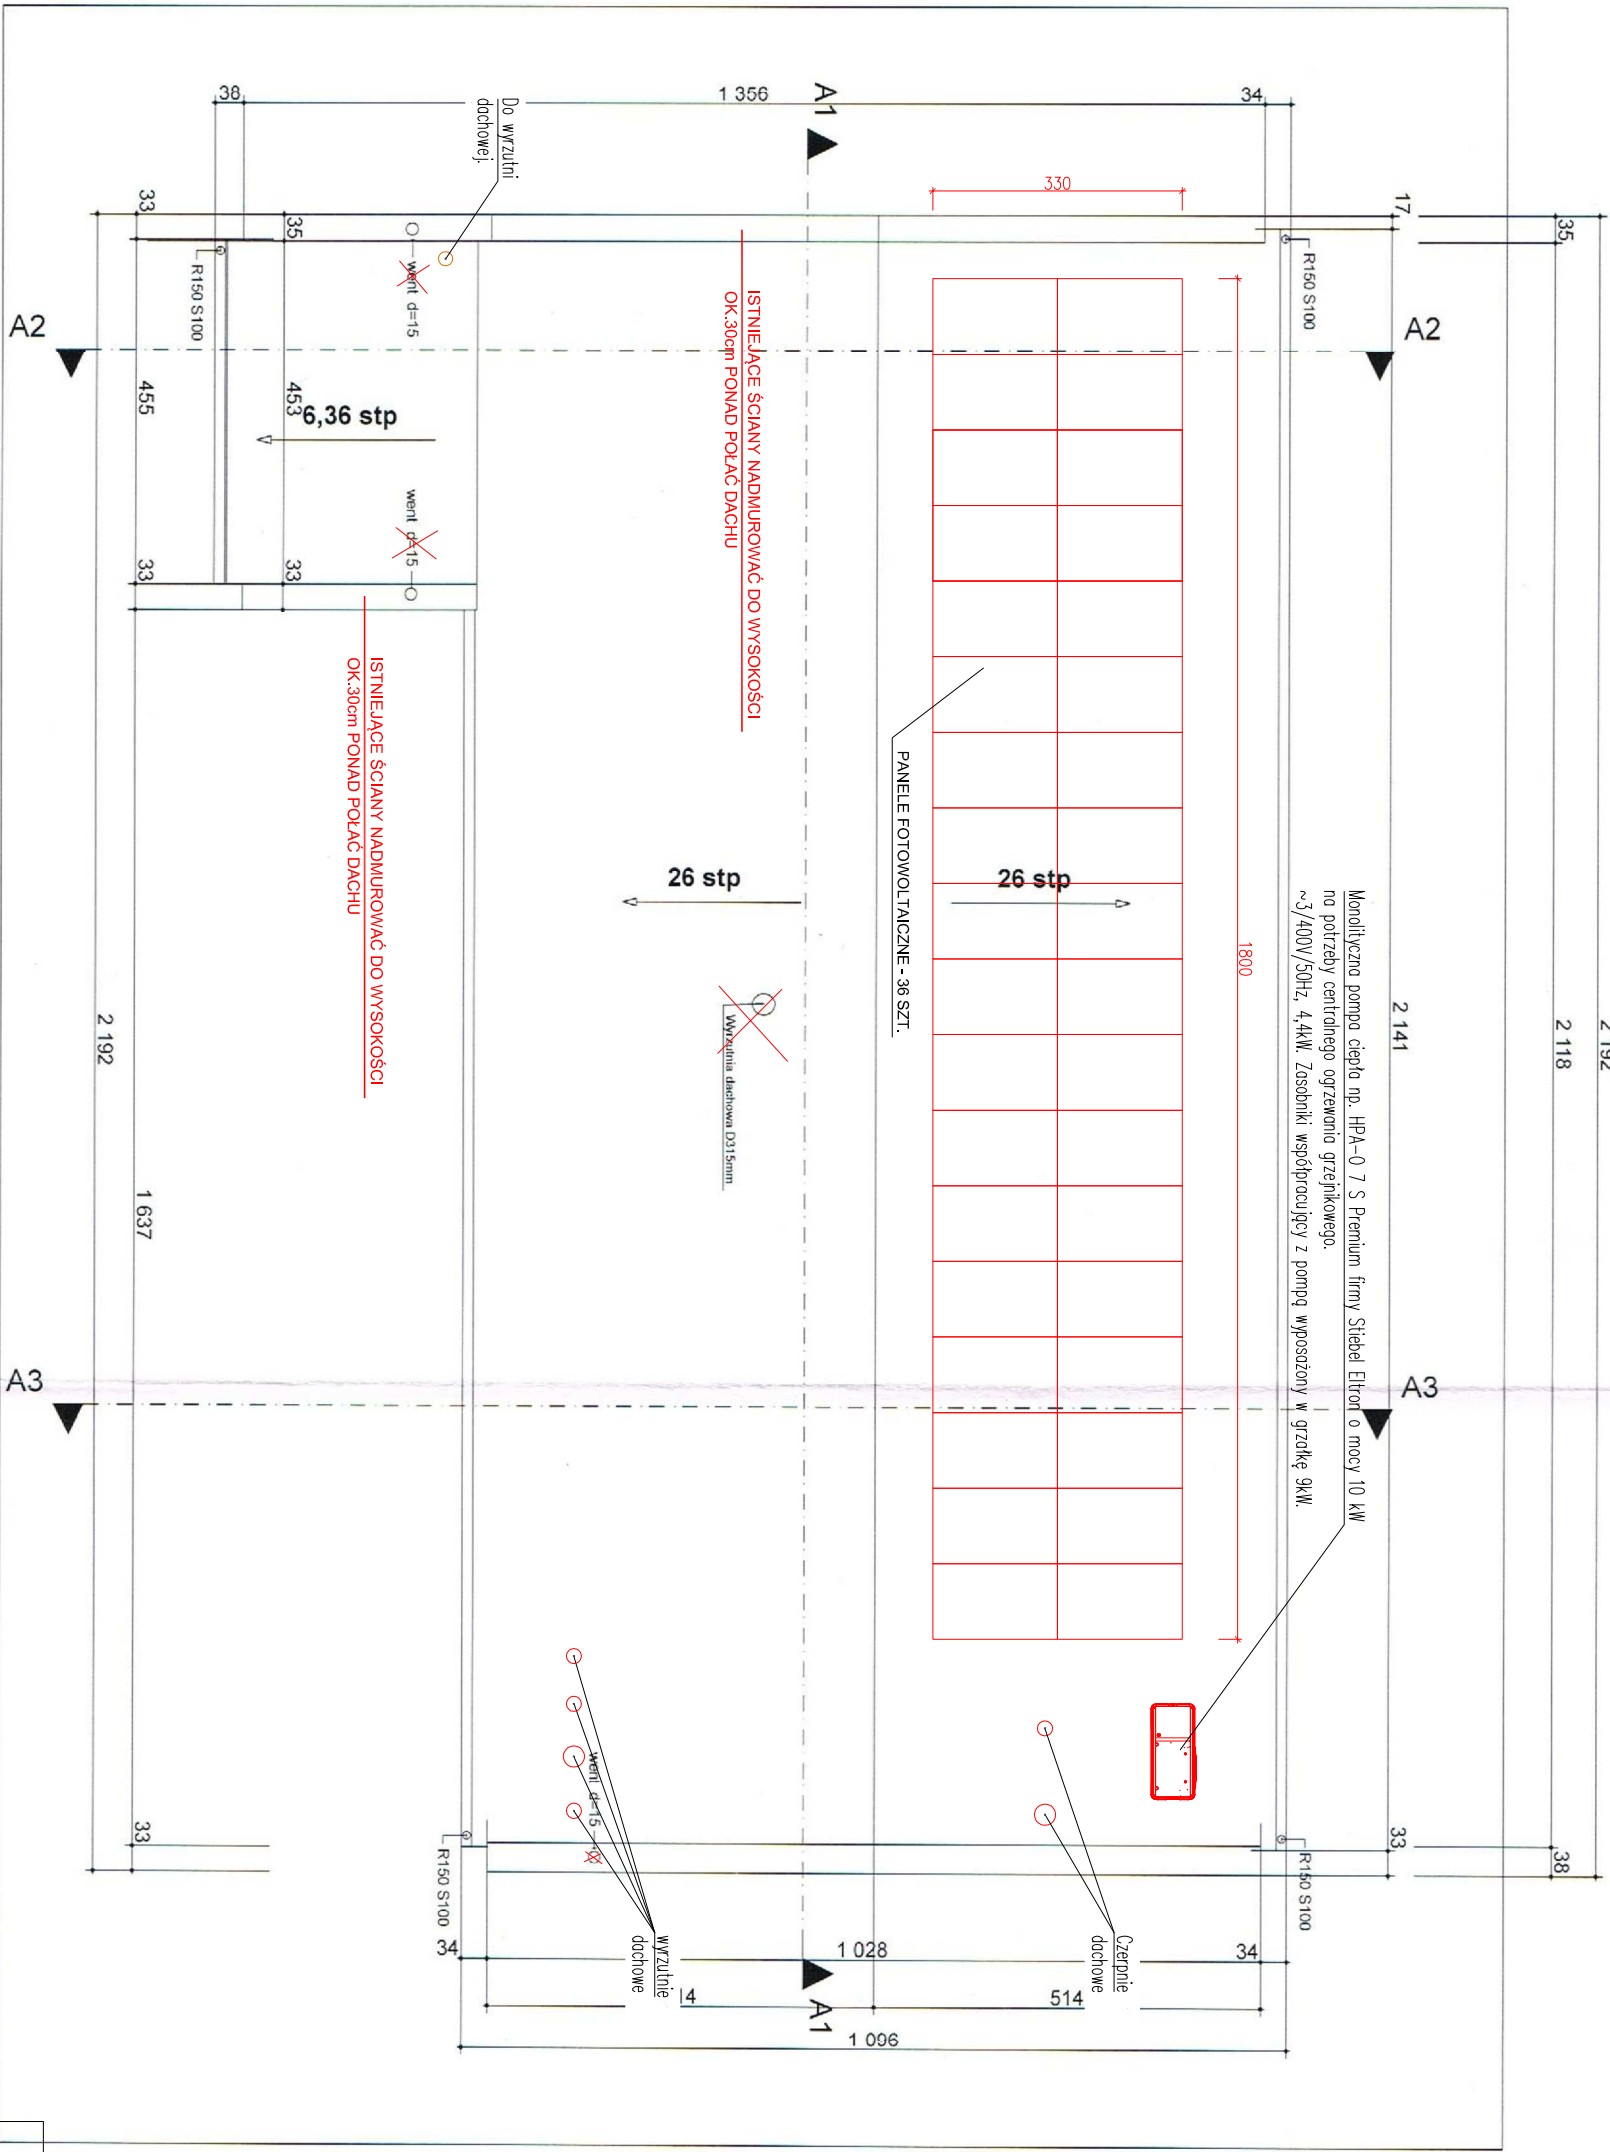 38
1 356
34
A1
Do wyrzutni
dachowej.
330
33
35
17
35
R150 S100
went d=15
R150 S100
A2
A2
455
453
6,36 stp
went d=15
33
33
ISTNIEJĄCE ŚCIANY NADMUROWAĆ DO WYSOKOŚCI
OK.30cm PONAD POŁAĆ DACHU
ISTNIEJĄCE ŚCIANY NADMUROWAĆ DO WYSOKOŚCI
OK.30cm PONAD POŁAĆ DACHU
PANELE FOTOWOLTAICZNE - 36 SZT.
26 stp
26 stp
1800
Monolityczna pompa ciepła np. HPA-O 7 S Premium firmy Stiebel Eltron o mocy 10 kW
na potrzeby centralnego ogrzewania grzejnikowego.
~3/400V/50Hz, 4,4kW. Zasobniki współpracujący z pompą wyposażony w grzałkę 9kW.
Wyrzutnia dachowa D315mm
2 192
1 637
2 141
2 118
2 192
A3
A3
went d=15
33
33
38
R150 S100
R150 S100
wyrzutnie
dachowe
Czerpnie
dachowe
34
1 028
34
14
514
A1
1 096